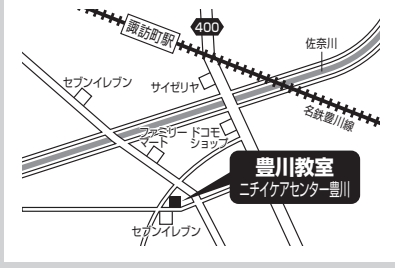 諏訪町駅
400
佐奈川
セブンイレブン
サイゼリヤ
名鉄豊川線
ファミリー
マート
ドコモ
ショップ
豊川教室
ニチイケアセンター豊川
セブンイレブン